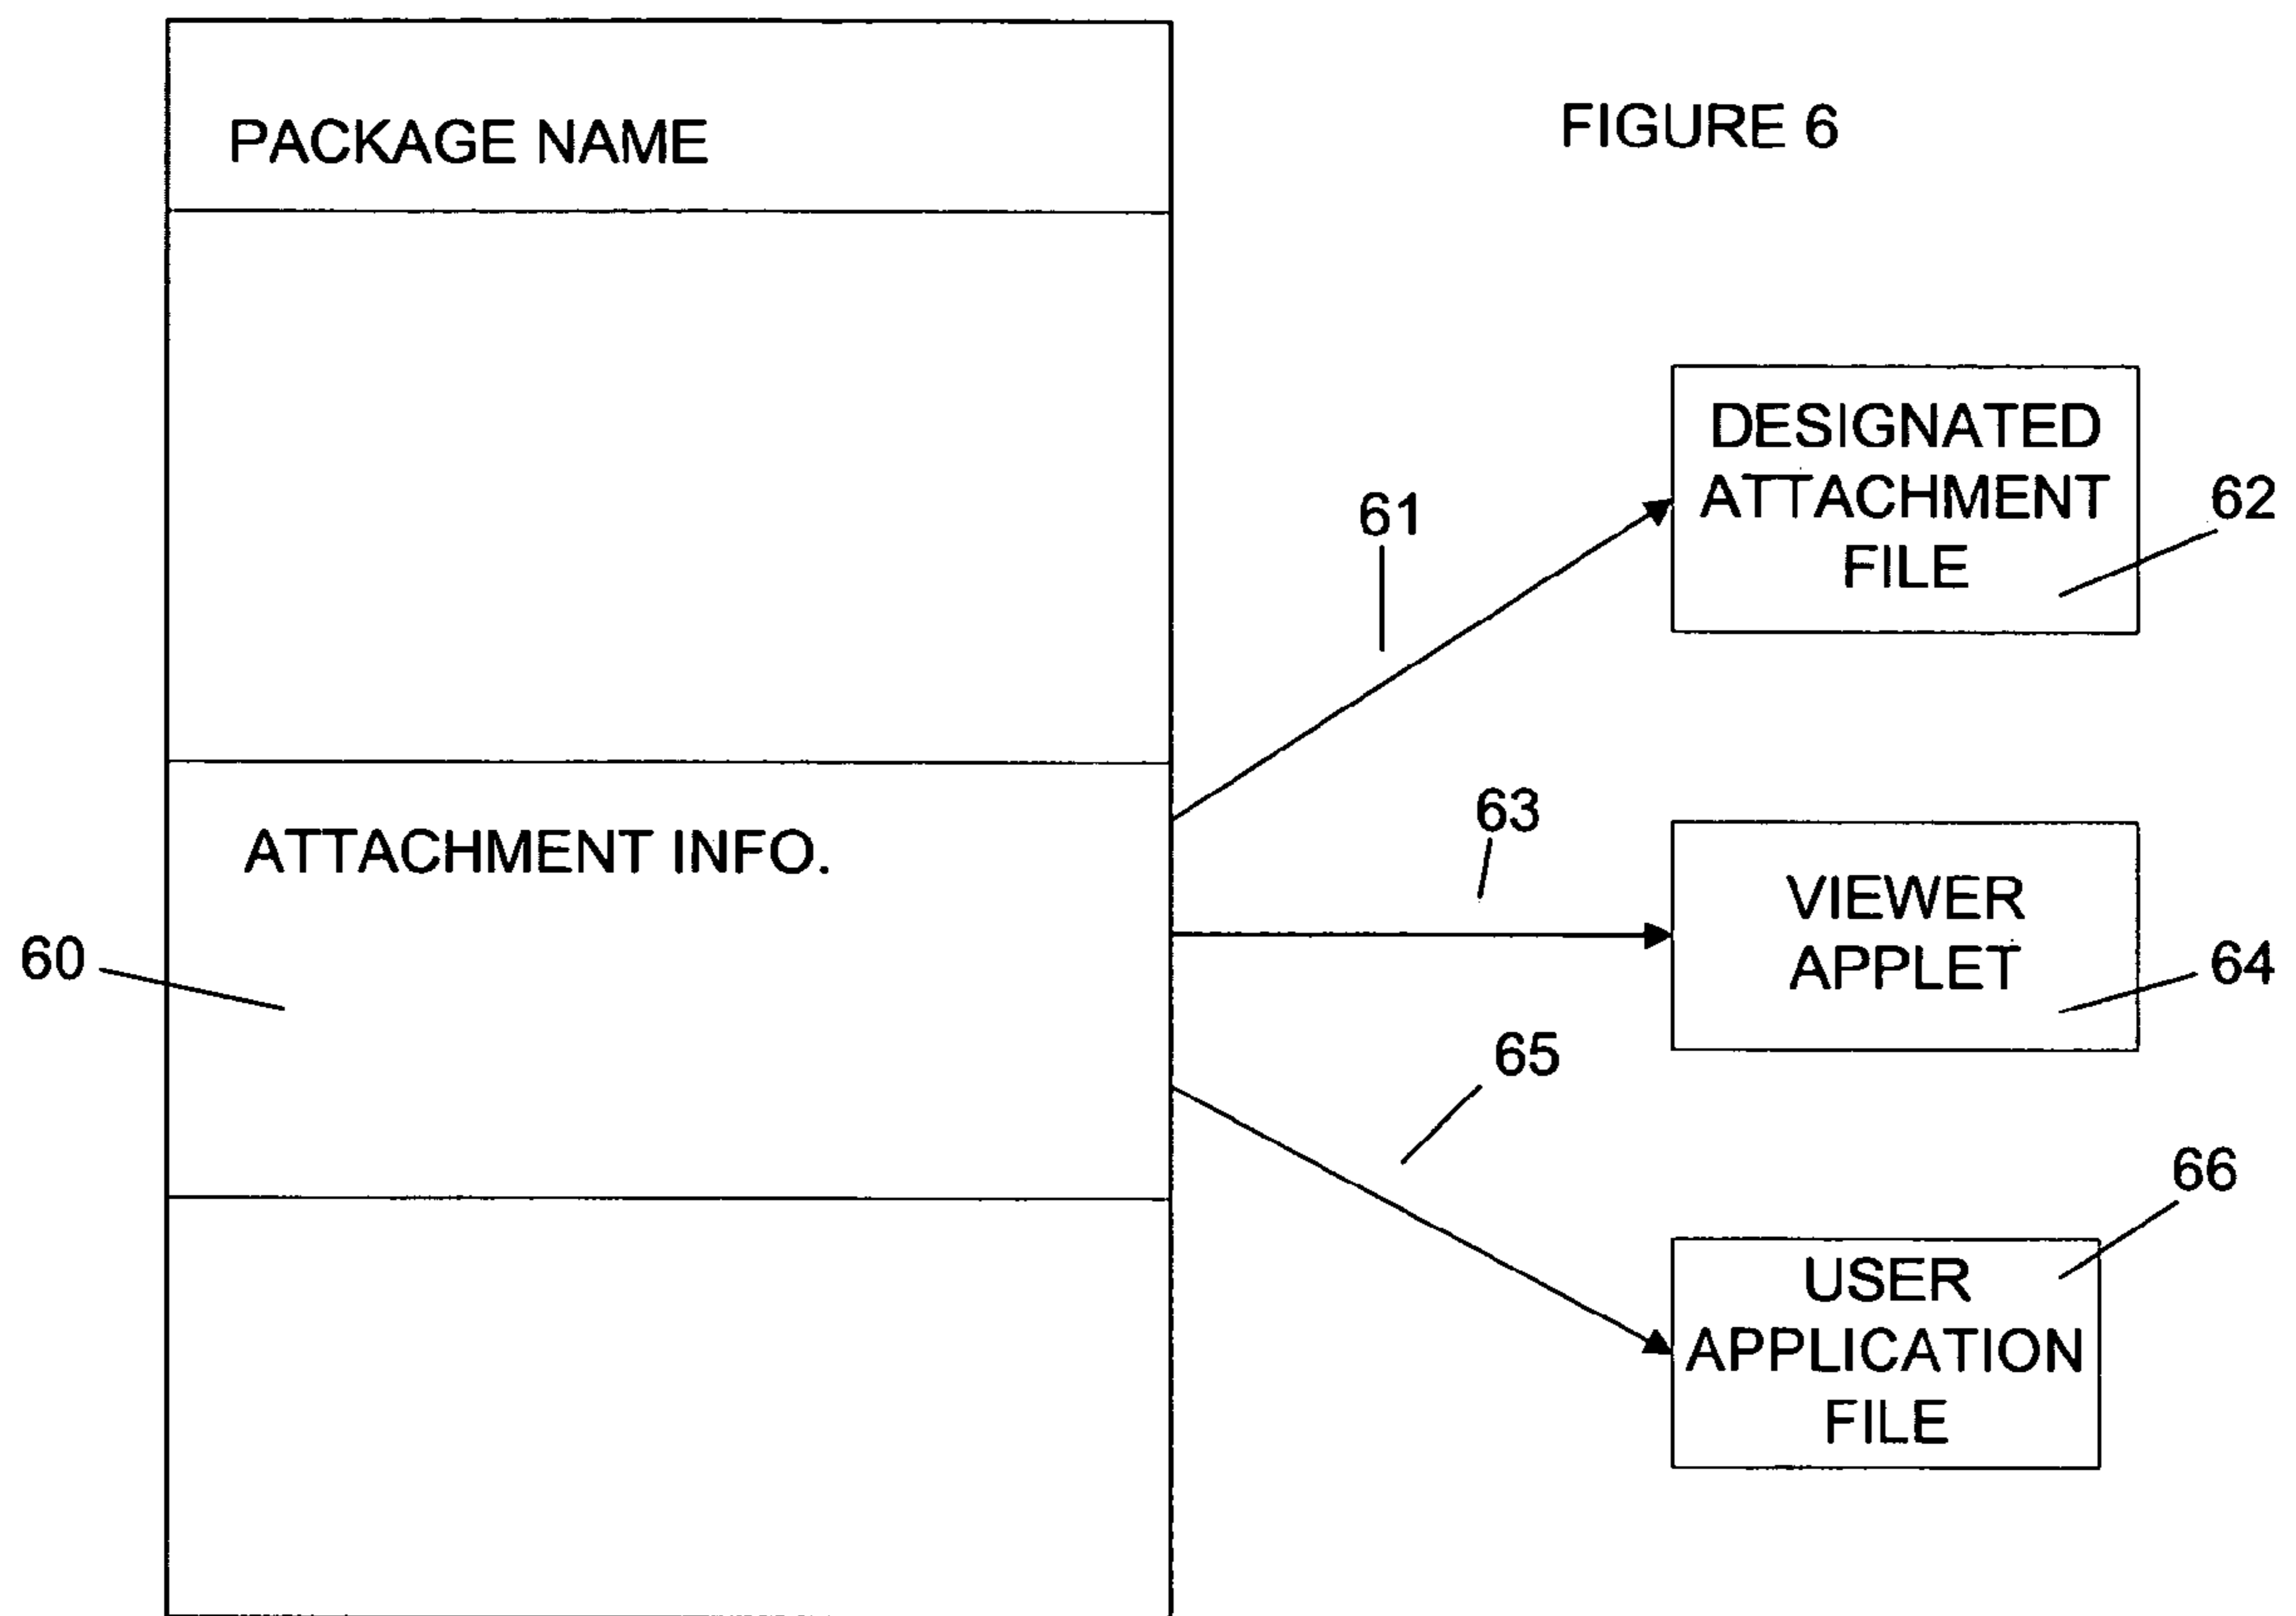 PACKAGE NAME
FIGURE 6
DESIGNATED
ATTACHMENT
FILE
62
61
ATTACHMENT INFO.
60
63
VIEWER
APPLET
64
65
66
USER
APPLICATION
FILE